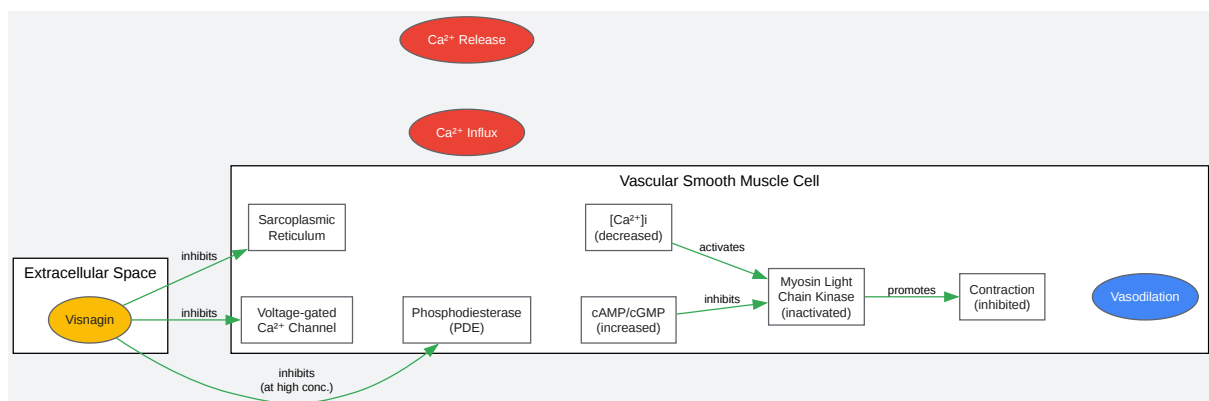 Ca²⁺ Release
Ca²⁺ Influx
Vascular Smooth Muscle Cell
Sarcoplasmic
Reticulum
[Ca²⁺]i
(decreased)
inhibits
activates
Extracellular Space
Visnagin
inhibits
Voltage-gated
Ca²⁺ Channel
Phosphodiesterase
(PDE)
cAMP/cGMP
(increased)
inhibits
Myosin Light
Chain Kinase
(inactivated)
promotes
Contraction
(inhibited)
Vasodilation
inhibits
(at high conc.)